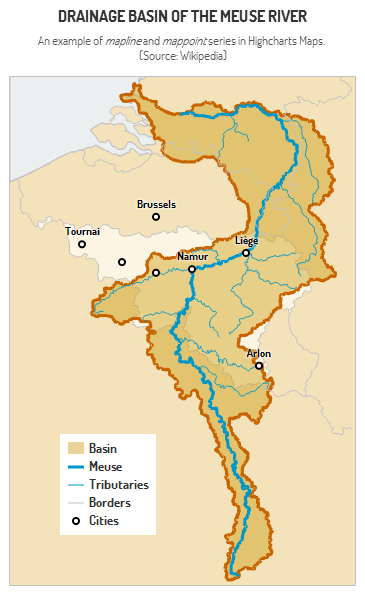 DRAINAGE BASIN OF THE MEUSE RIVER
An example of mapline and mappoint series in Highcharts Maps.
(Source: Wikipedia)
Brussels
Tournai
Liège
Namur
Arlon
Basin
Meuse
Tributaries
Borders
Cities